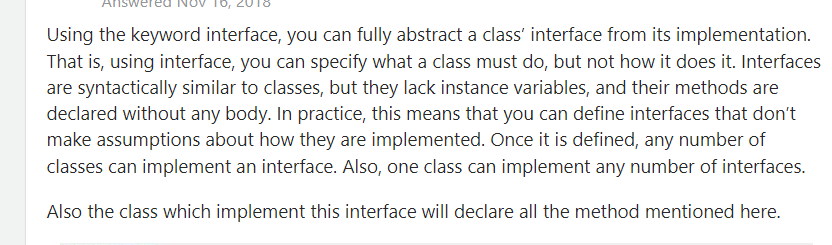 Answered Nov 16, 2018
Using the keyword interface, you can fully abstract a class’ interface from its implementation.
That is, using interface, you can specify what a class must do, but not how it does it. Interfaces
are syntactically similar to classes, but they lack instance variables, and their methods are
declared without any body. In practice, this means that you can define interfaces that don’t
make assumptions about how they are implemented. Once it is defined, any number of
classes can implement an interface. Also, one class can implement any number of interfaces.
Also the class which implement this interface will declare all the method mentioned here.